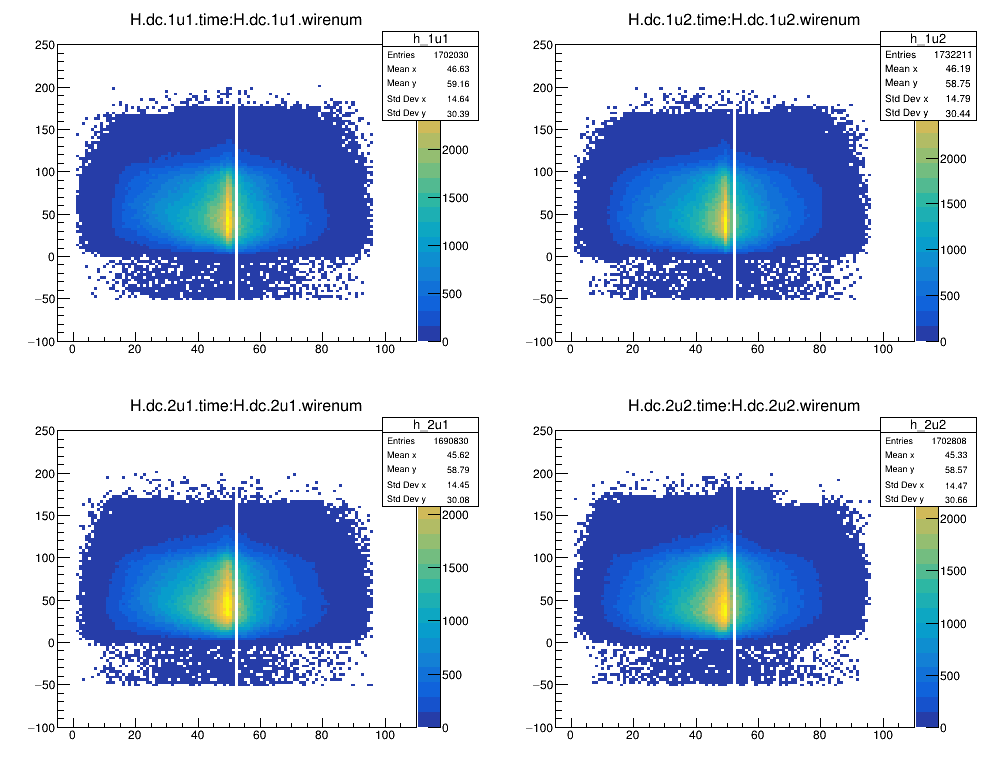 H.dc.1u1.time:H.dc.1u1.wirenum
h_1u1
Entries 1702030
Mean x 46.63
Mean y 59.16
Std Dev x 14.64
Std Dev y 30.39
250
200
150
100
50
0
−50
−100
0 20 40 60 80 100
2000
1500
1000
500
0
H.dc.1u2.time:H.dc.1u2.wirenum
h_1u2
Entries 1732211
Mean x 46.19
Mean y 58.75
Std Dev x 14.79
Std Dev y 30.44
250
200
150
100
50
0
−50
−100
0 20 40 60 80 100
2000
1500
1000
500
0
H.dc.2u1.time:H.dc.2u1.wirenum
h_2u1
Entries 1690830
Mean x 45.62
Mean y 58.79
Std Dev x 14.45
Std Dev y 30.08
250
200
150
100
50
0
−50
−100
0 20 40 60 80 100
2000
1500
1000
500
0
H.dc.2u2.time:H.dc.2u2.wirenum
h_2u2
Entries 1702808
Mean x 45.33
Mean y 58.57
Std Dev x 14.47
Std Dev y 30.66
250
200
150
100
50
0
−50
−100
0 20 40 60 80 100
2000
1500
1000
500
0